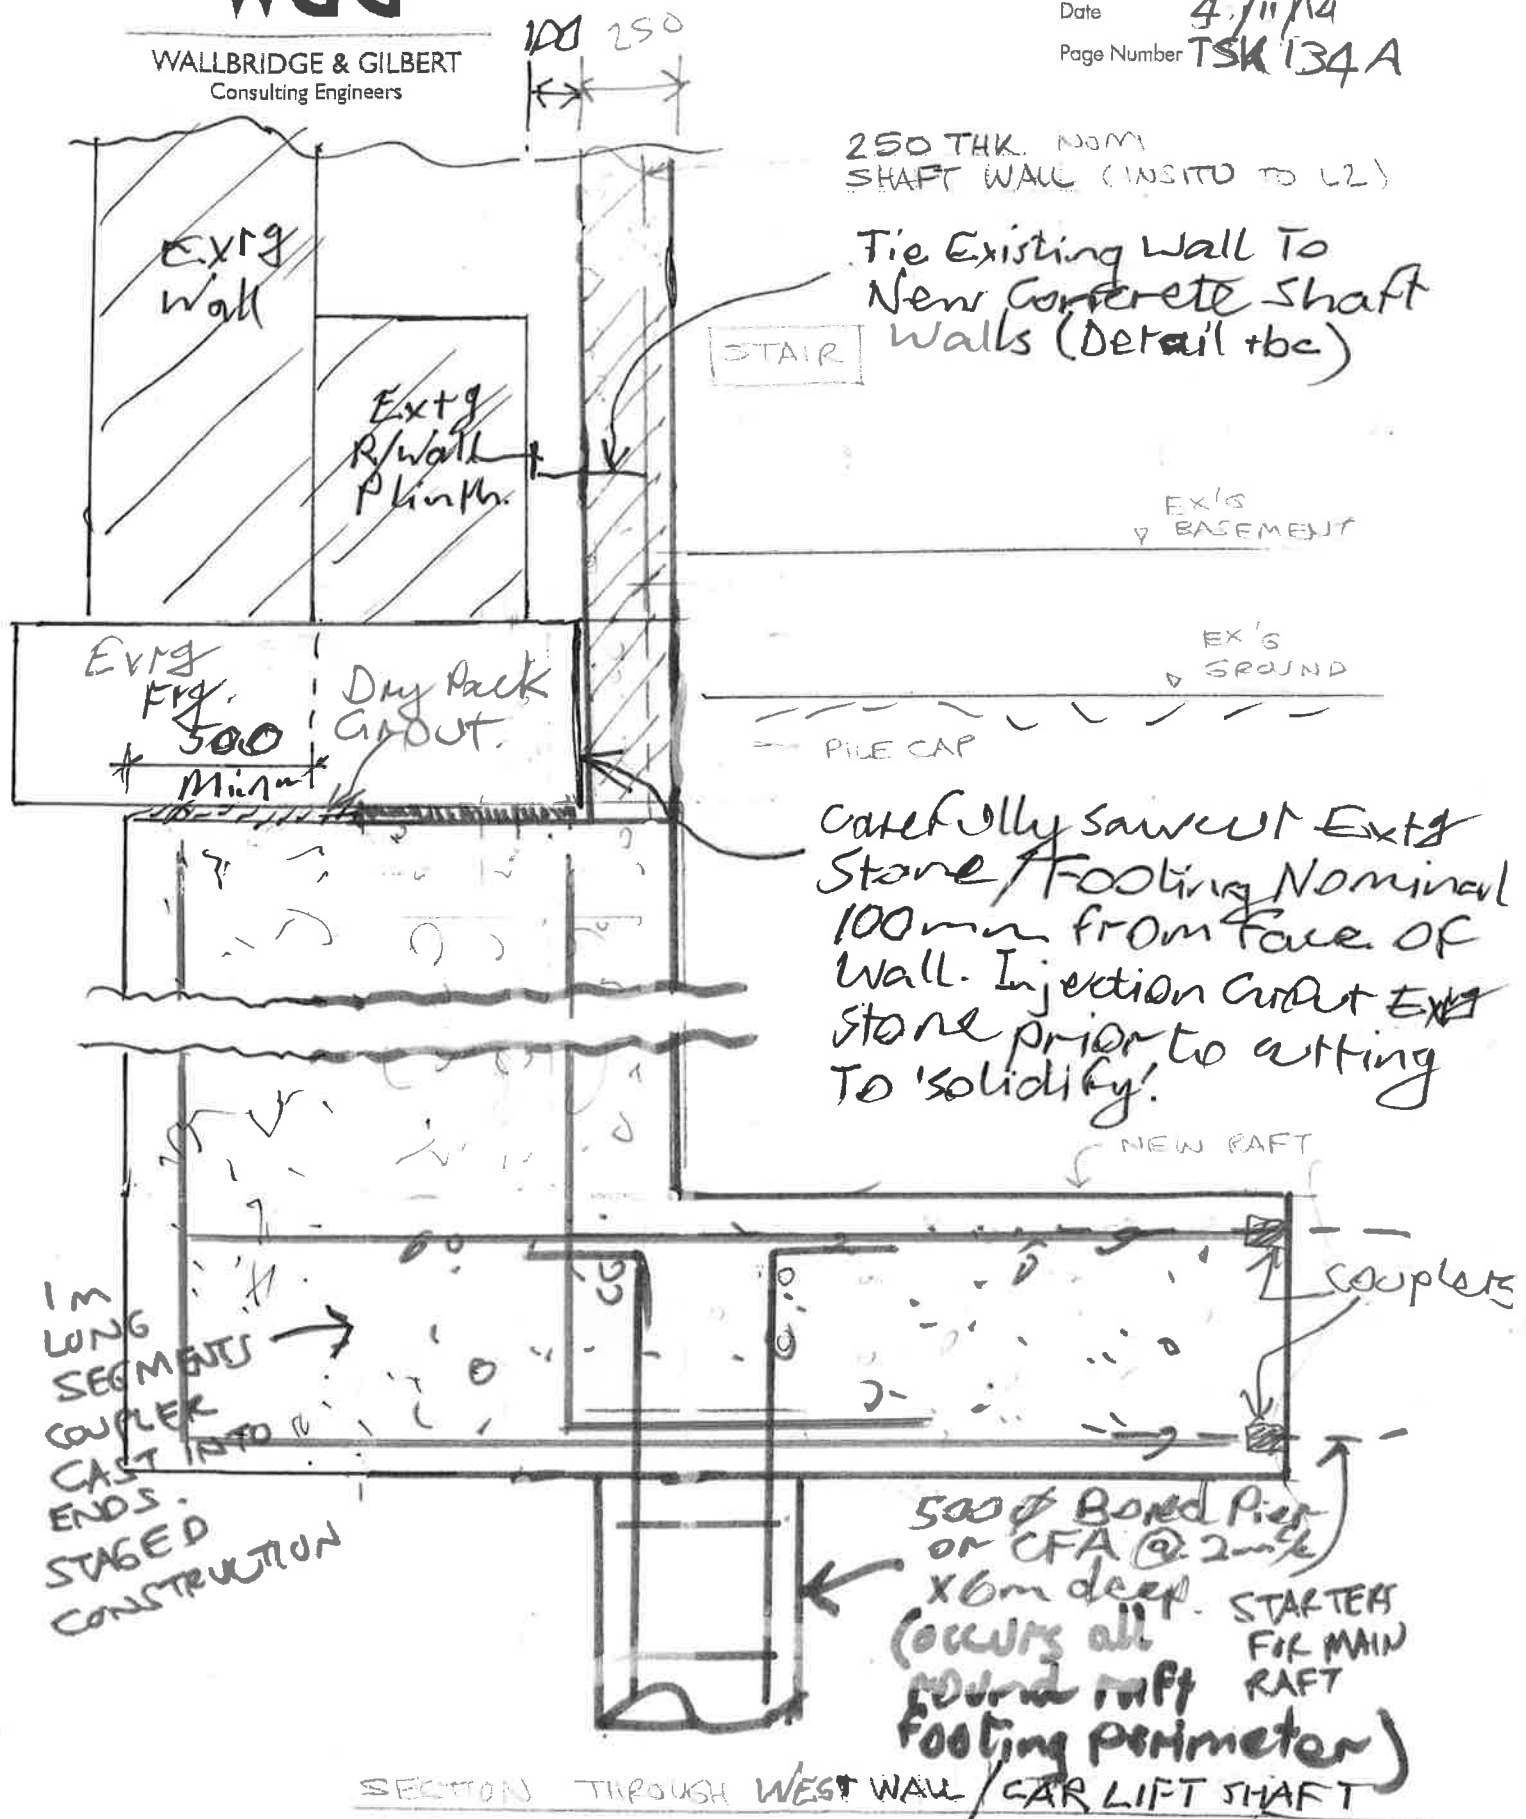 WALLBRIDGE & GILBERT
Consulting Engineers
Date 4/11/14
Page Number TSK 134 A
100 250
250 THK. NOM
SHAFT WALL (INSITU TO L2)
Tie Existing Wall To
New Concrete Shaft
Walls (Detail tbc)
STAIR
Extg
Wall
Extg
R/Wall
Plinth.
EX'G
BASEMENT
EX'G
GROUND
PILE CAP
Extg
Ftg.
500
Min
Dry Pack
Grout.
Carefully sawcut Extg
Stone/Footing Nominal
100mm from face of
Wall. Injection Grout Extg
Stone prior to cutting
To 'solidify'.
NEW RAFT
couplers
1m
LONG
SEGMENTS
COUPLER
CAST INTO
ENDS.
STAGED
CONSTRUCTION
500 Ø Bored Pier
or CFA @ 2m c/c
x 6m deep.
(occurs all
round raft
footing perimeter)
STARTERS
FOR MAIN
RAFT
SECTION THROUGH WEST WALL / CAR LIFT SHAFT